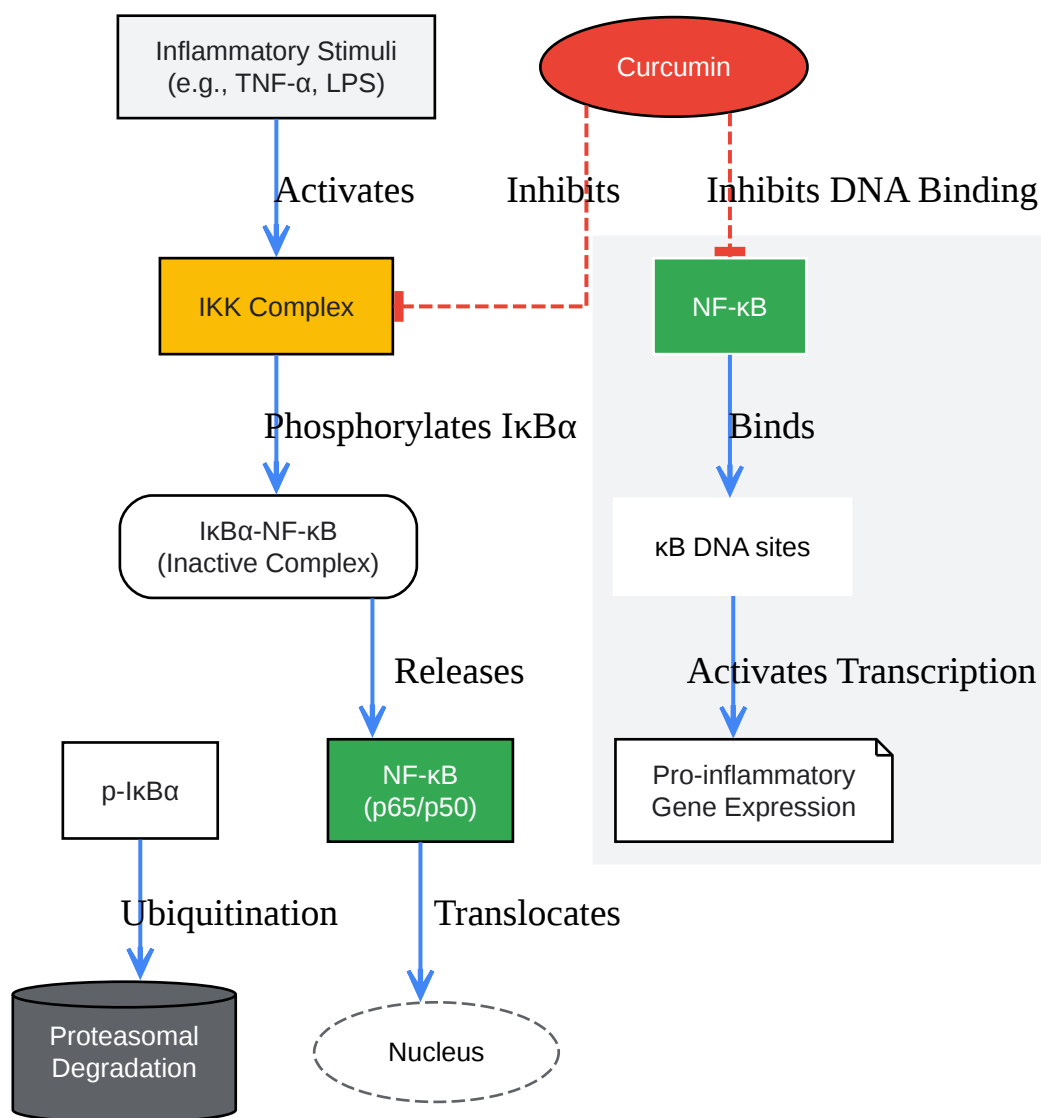 Inflammatory Stimuli
(e.g., TNF-α, LPS)
Curcumin
Activates
Inhibits
Inhibits DNA Binding
IKK Complex
NF-κB
Phosphorylates IκBα
Binds
IκBα-NF-κB
(Inactive Complex)
κB DNA sites
Releases
Activates Transcription
p-IκBα
NF-κB
(p65/p50)
Pro-inflammatory
Gene Expression
Ubiquitination
Translocates
Proteasomal
Degradation
Nucleus